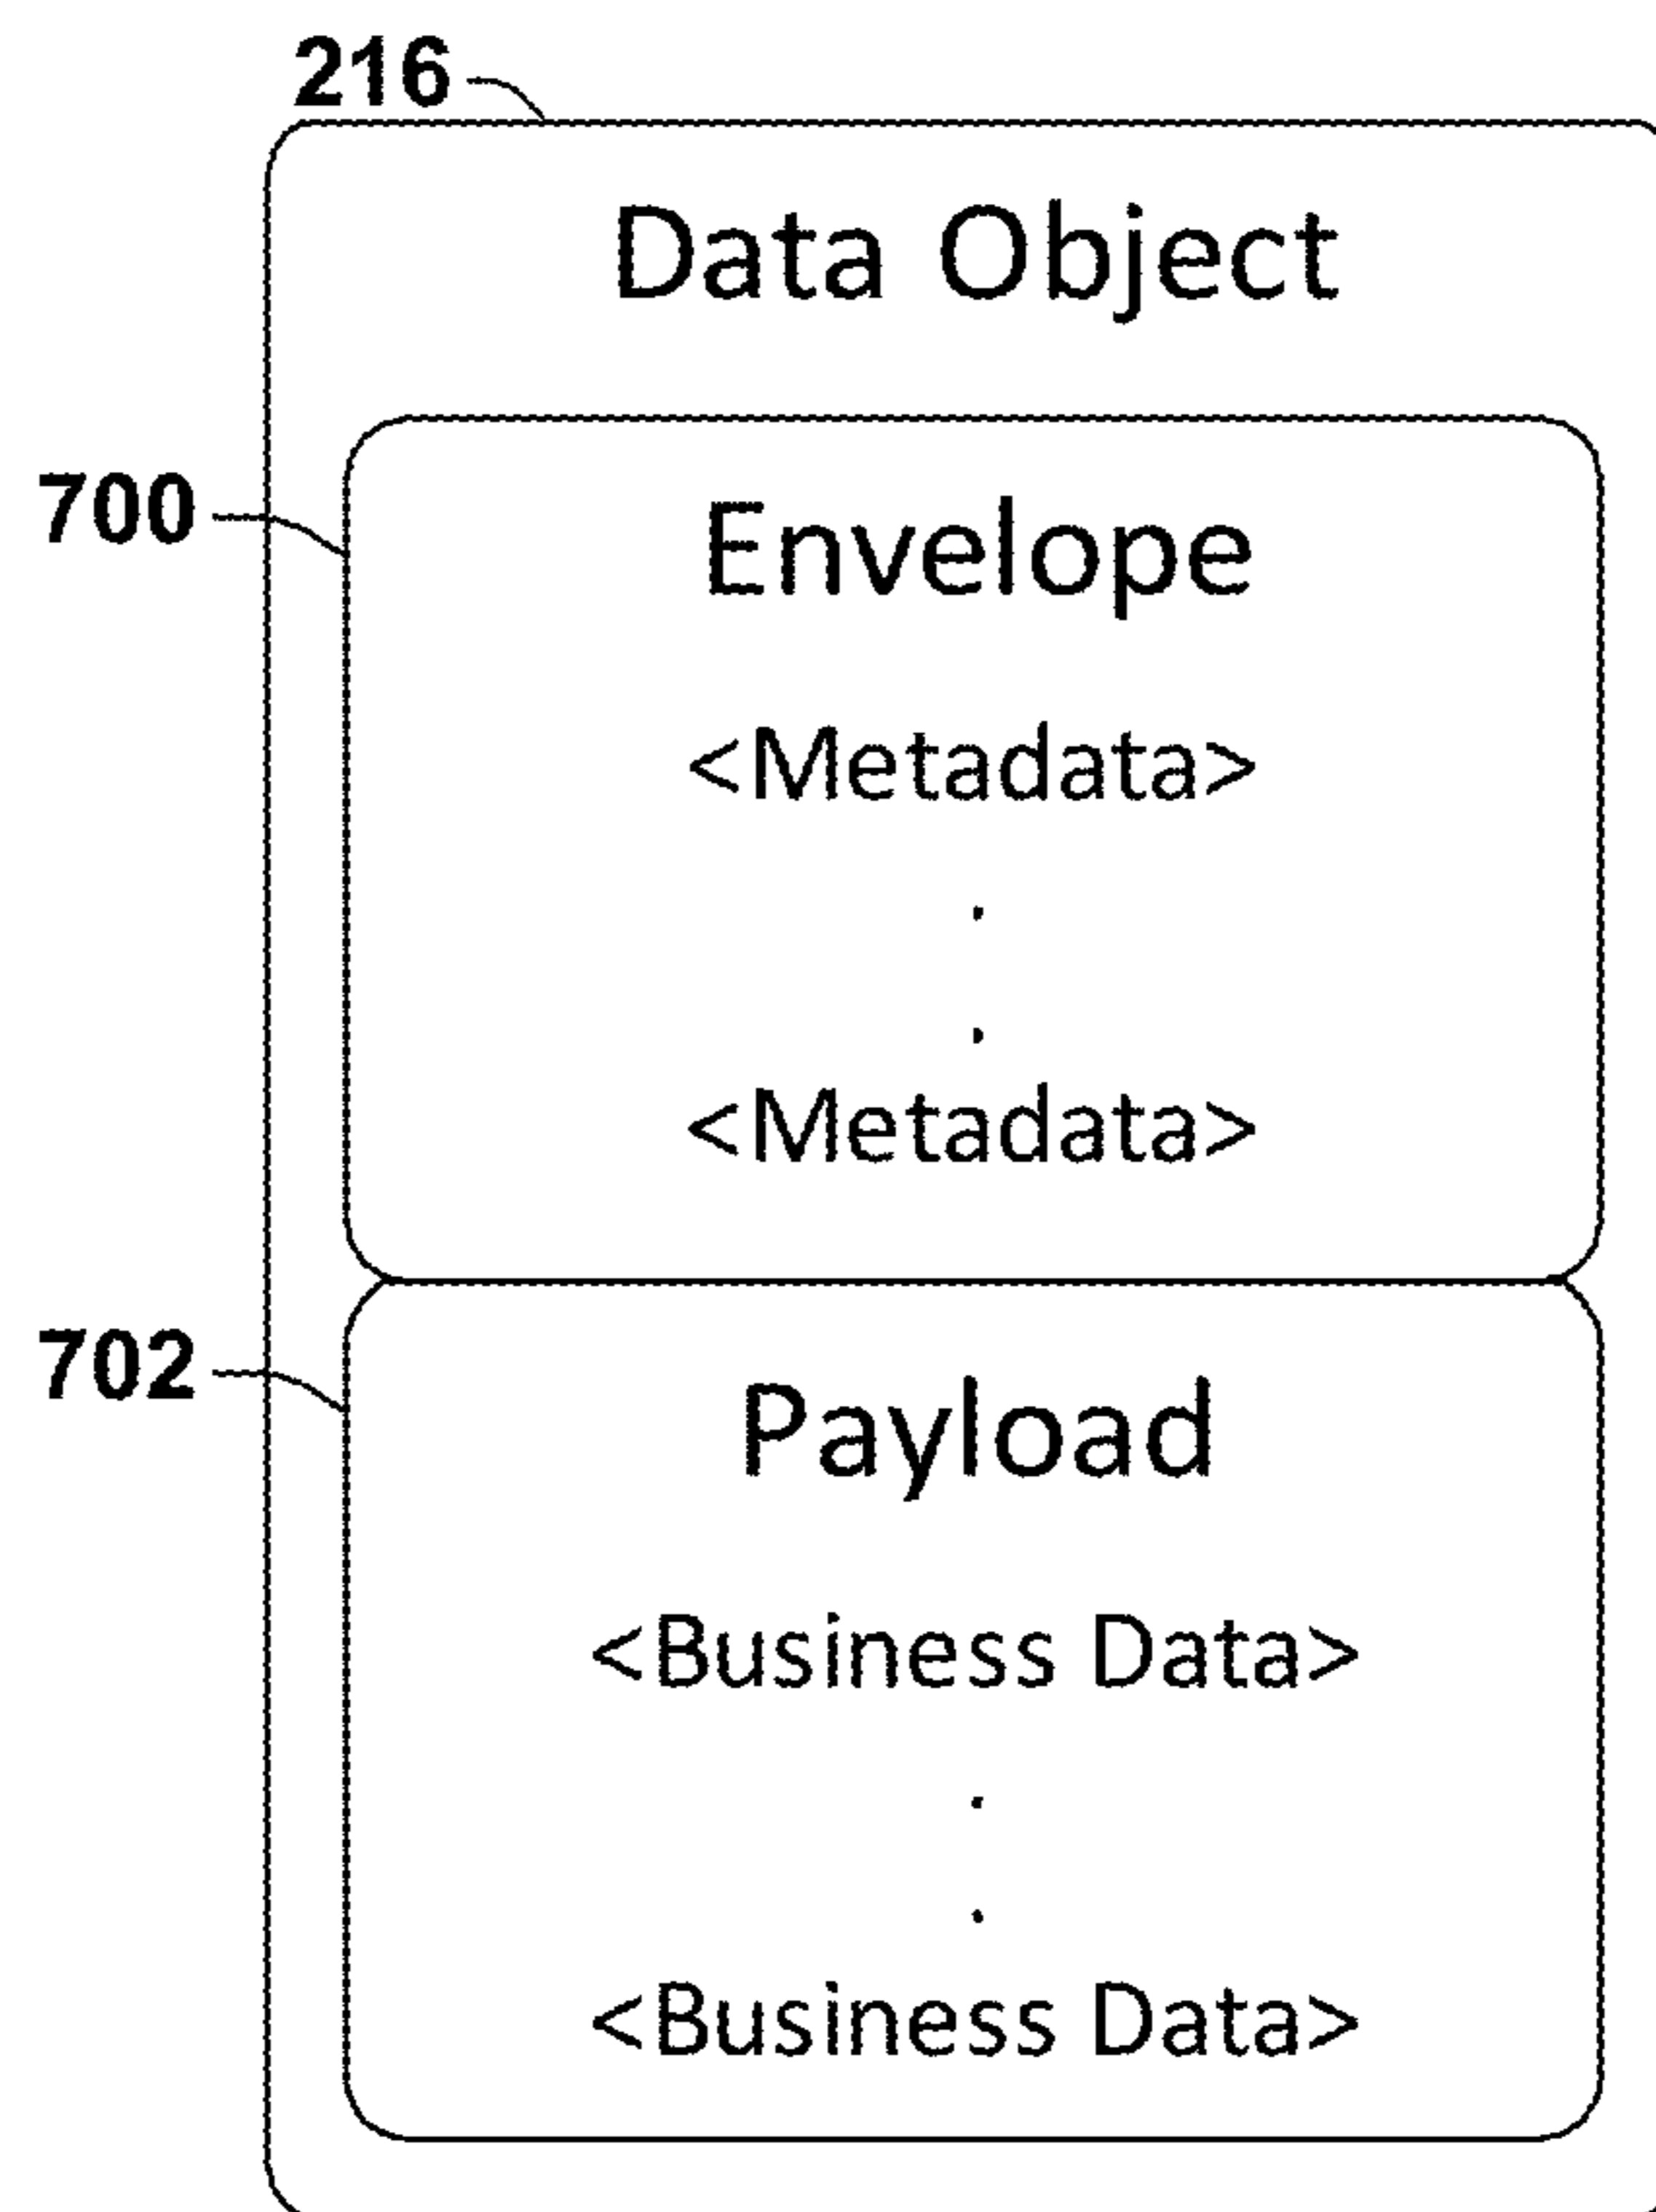 216
Data Object
700
Envelope
<Metadata>
.
.
<Metadata>
702
Payload
<Business Data>
.
.
<Business Data>